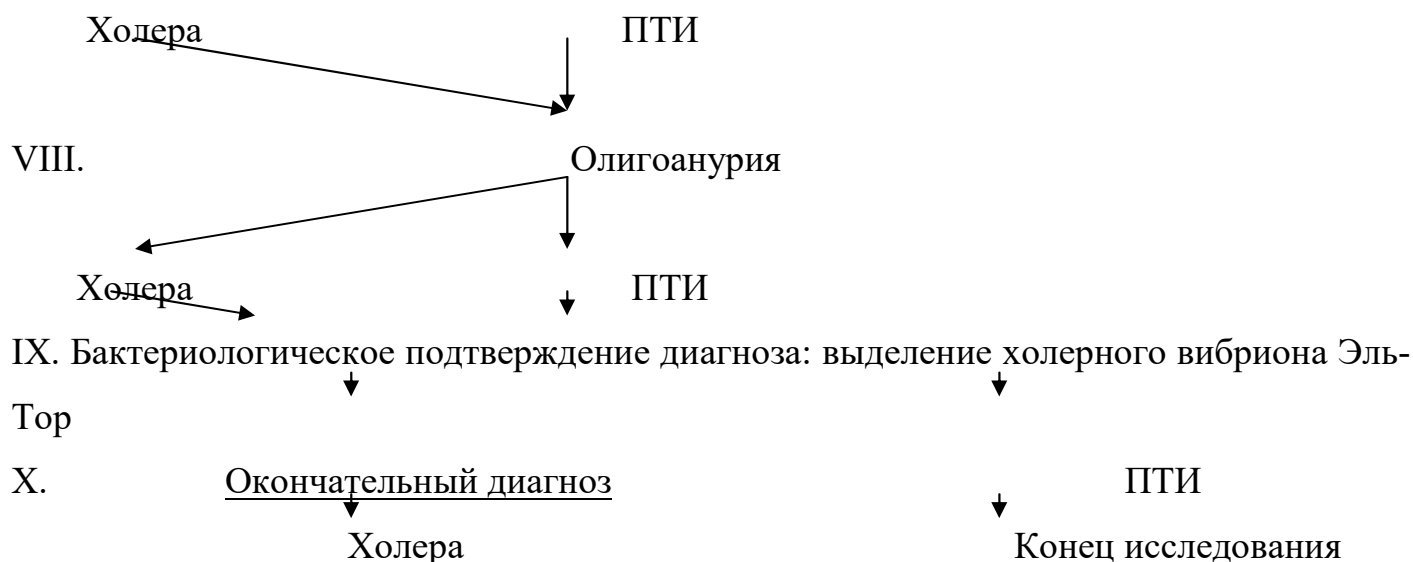 Холера ПТИ
VIII. Олигоанурия
Холера ПТИ
IX. Бактериологическое подтверждение диагноза: выделение холерного вибриона Эль-
Тор
X. Окончательный диагноз ПТИ
Холера Конец исследования